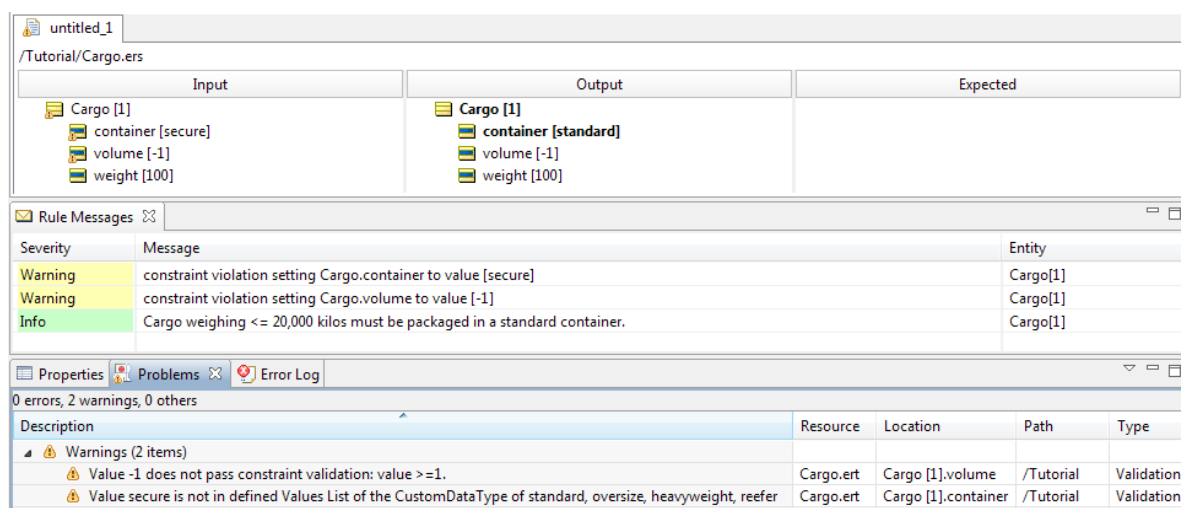 untitled_1
/Tutorial/Cargo.ers
Input Output Expected
Cargo [1] Cargo [1]
container [secure] container [standard]
volume [-1] volume [-1]
weight [100] weight [100]
Rule Messages
Severity Message Entity
Warning constraint violation setting Cargo.container to value [secure] Cargo[1]
Warning constraint violation setting Cargo.volume to value [-1] Cargo[1]
Info Cargo weighing <= 20,000 kilos must be packaged in a standard container. Cargo[1]
Properties Problems Error Log
0 errors, 2 warnings, 0 others
Description Resource Location Path Type
Warnings (2 items)
Value -1 does not pass constraint validation: value >=1. Cargo.ert Cargo [1].volume /Tutorial Validation
Value secure is not in defined Values List of the CustomDataType of standard, oversize, heavyweight, reefer Cargo.ert Cargo [1].container /Tutorial Validation